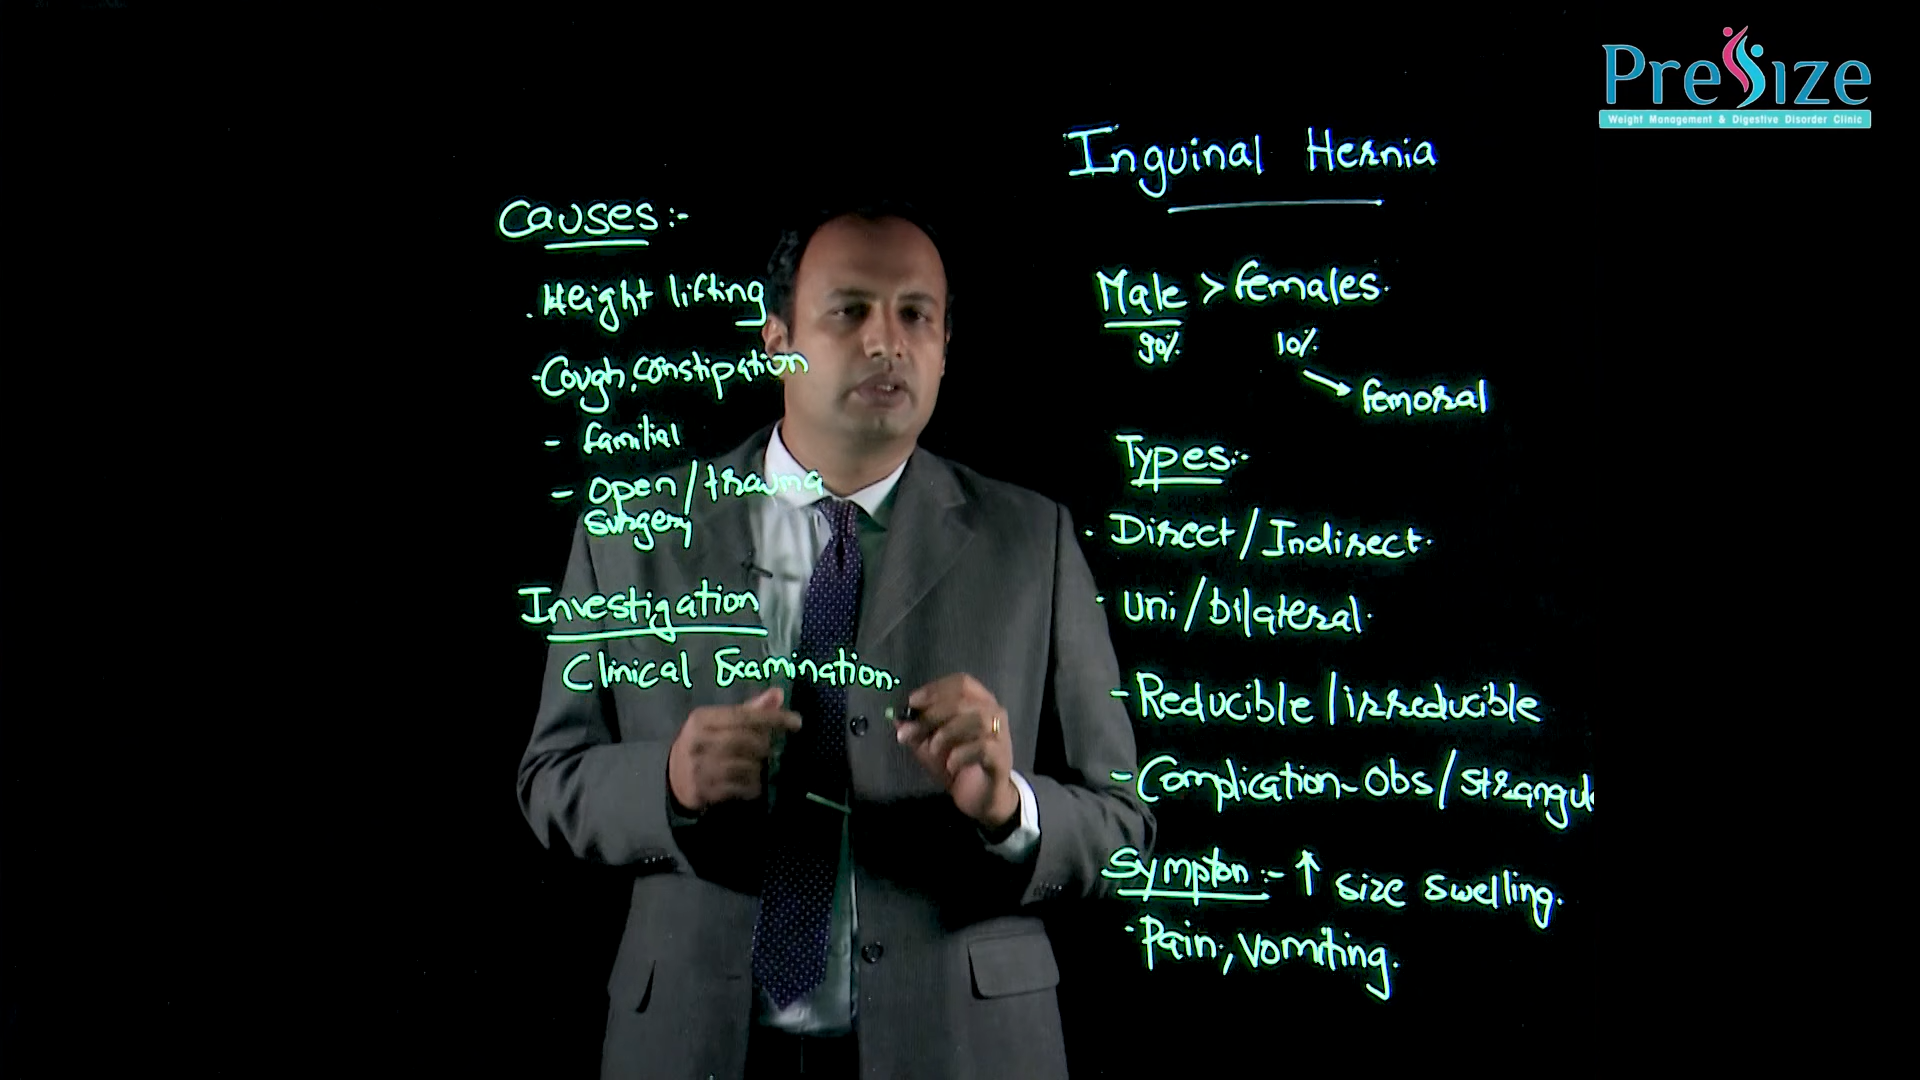 PreSize
Weight Management & Digestive Disorder Clinic
Inguinal Hernia
Male > females.
90% 10%
→ femoral
Types:-
. Direct / Indirect.
. uni / bilateral.
- Reducible / irreducible
- Complication - Obs / strangul
Sympton :- ↑ size swelling.
. Pain, vomiting.
Causes :-
. Height lifting
- Cough, constipation
- familial
- open / trauma
surgery
Investigation
Clinical Examination.